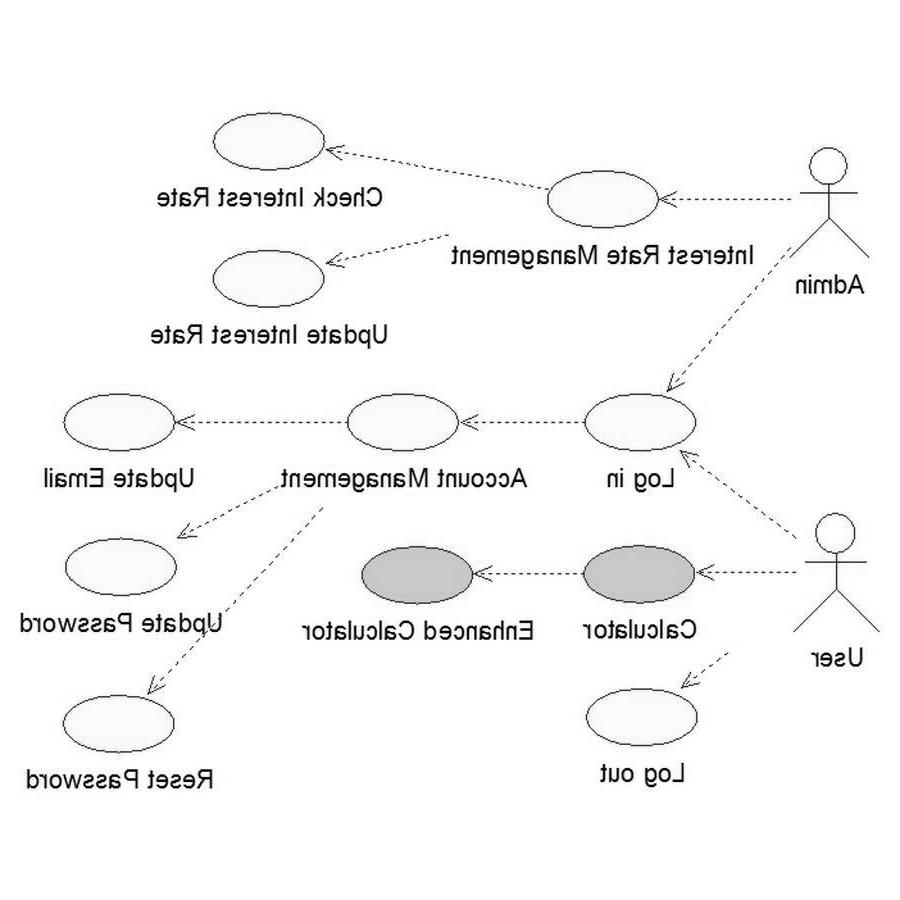 Check Interest Rate
Interest Rate Management
Admin
Update Interest Rate
Update Email
Account Management
Log in
Update Password
Enhanced Calculator
Calculator
User
Reset Password
Log out